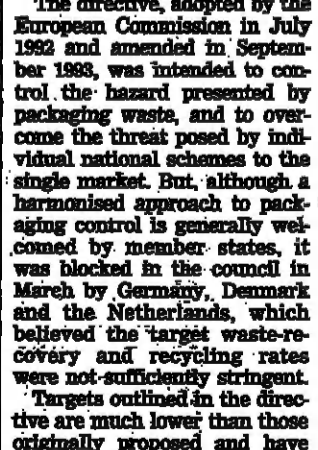 The directive, adopted by the
European Commission in July
1992 and amended in Septem-
ber 1993, was intended to con-
trol the hazard presented by
packaging waste, and to over-
come the threat posed by indi-
vidual national schemes to the
single market. But, although a
harmonised approach to pack-
aging control is generally wel-
comed by member states, it
was blocked in the council in
March by Germany, Denmark
and the Netherlands, which
believed the target waste-re-
covery and recycling rates
were not sufficiently stringent.
Targets outlined in the direc-
tive are much lower than those
originally proposed and have